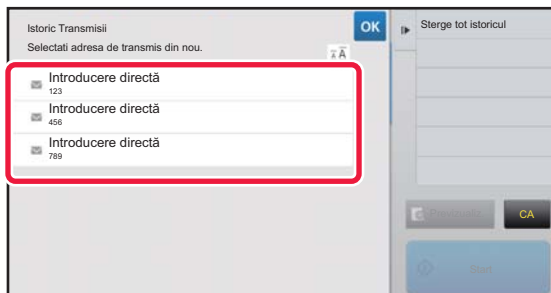 Istoric Transmisii
OK
Sterge tot istoricul
Selectati adresa de transmis din nou.
Introducere directă
123
Introducere directă
456
Introducere directă
789
CA
Start